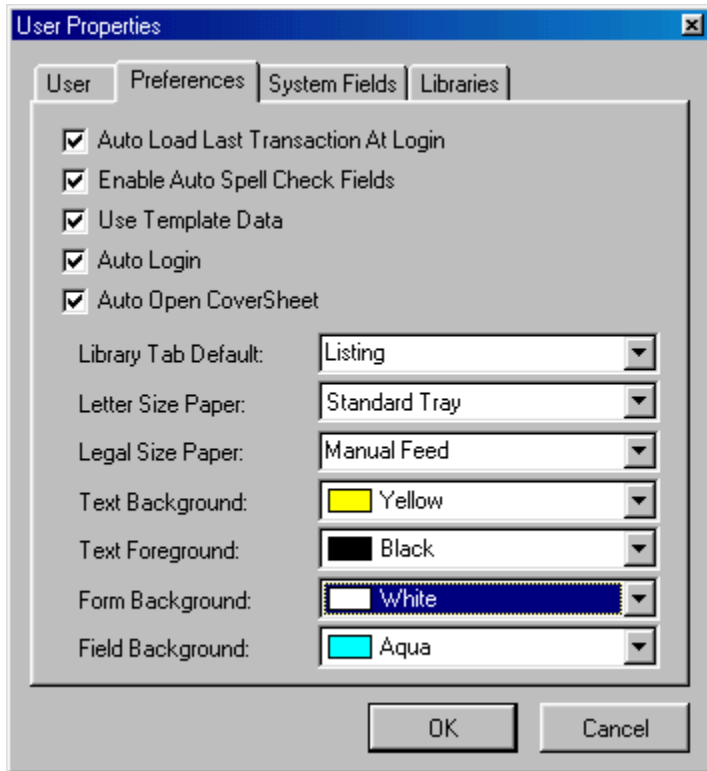 User Properties
User Preferences System Fields Libraries
Auto Load Last Transaction At Login
Enable Auto Spell Check Fields
Use Template Data
Auto Login
Auto Open CoverSheet
Library Tab Default: Listing
Letter Size Paper: Standard Tray
Legal Size Paper: Manual Feed
Text Background: Yellow
Text Foreground: Black
Form Background: White
Field Background: Aqua
OK Cancel